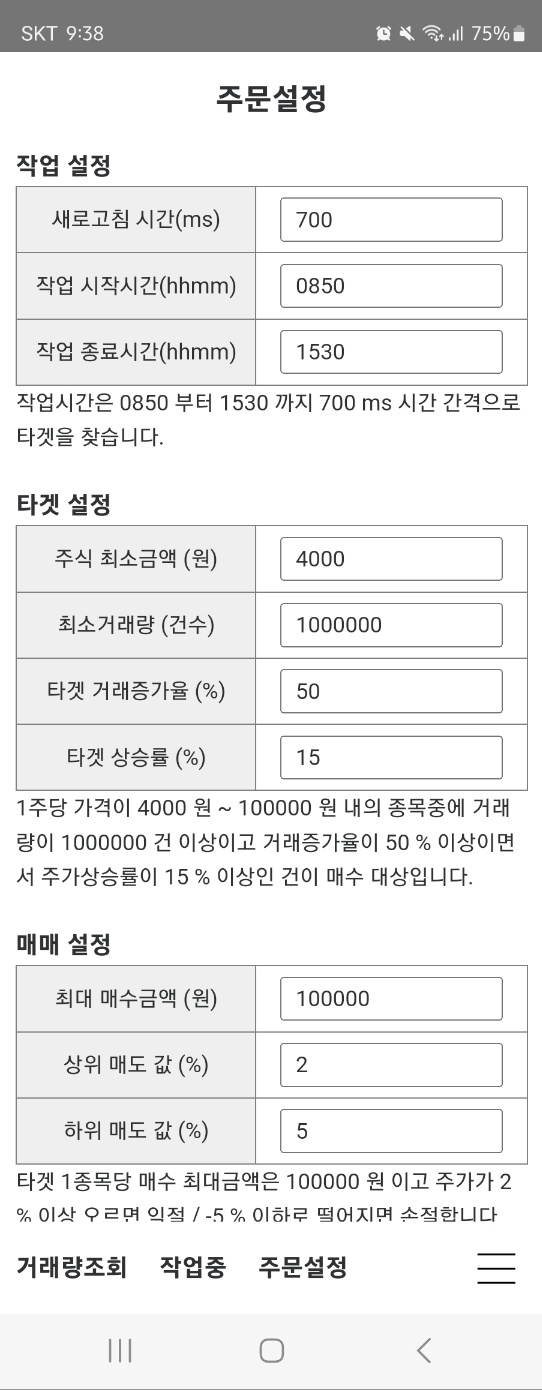 SKT 9:38
75%
주문설정
작업 설정
새로고침 시간(ms)
700
작업 시작시간(hhmm)
0850
작업 종료시간(hhmm)
1530
작업시간은 0850 부터 1530 까지 700 ms 시간 간격으로
타겟을 찾습니다.
타겟 설정
주식 최소금액 (원)
4000
최소거래량 (건수)
1000000
타겟 거래증가율 (%)
50
타겟 상승률 (%)
15
1주당 가격이 4000 원 ~ 100000 원 내의 종목중에 거래
량이 1000000 건 이상이고 거래증가율이 50 % 이상이면
서 주가상승률이 15 % 이상인 건이 매수 대상입니다.
매매 설정
최대 매수금액 (원)
100000
상위 매도 값 (%)
2
하위 매도 값 (%)
5
타겟 1종목당 매수 최대금액은 100000 원 이고 주가가 2
% 이상 오르면 익절 / -5 % 이하로 떨어지면 손절합니다
거래량조회 작업중 주문설정